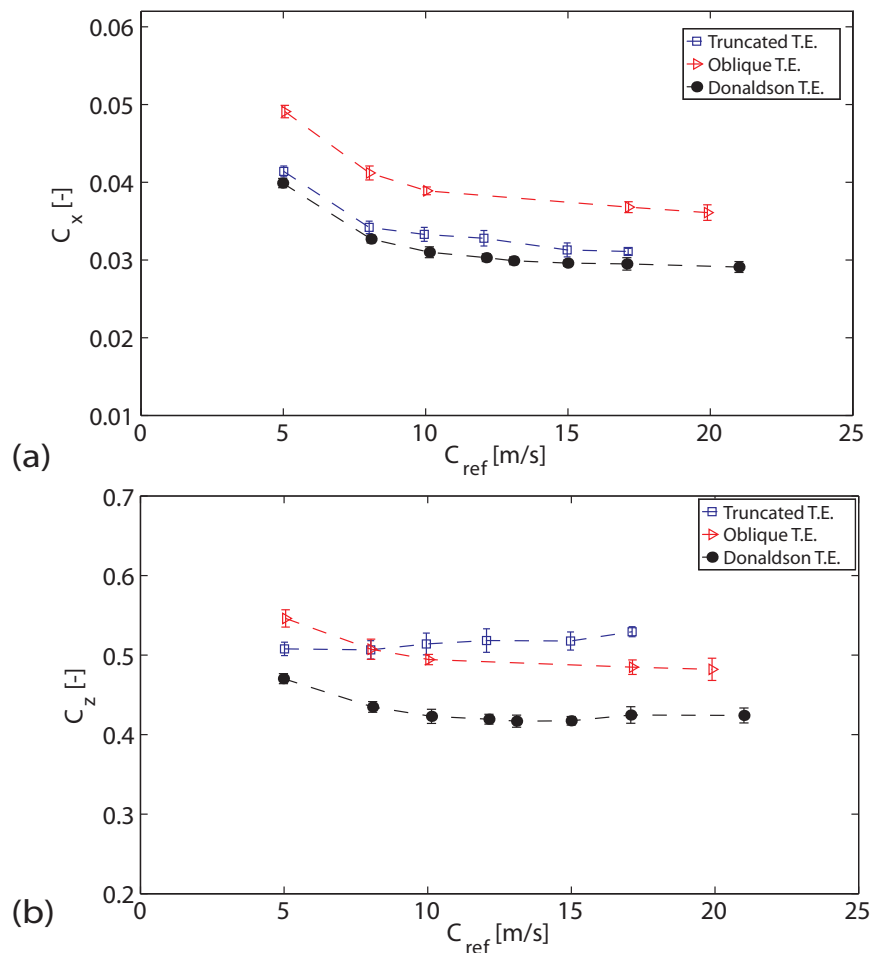 0.06
0.05
0.04
0.03
0.02
0.01
C_x [-]
Truncated T.E.
Oblique T.E.
Donaldson T.E.
0 5 10 15 20 25
C_ref [m/s]
(a)
0.7
0.6
0.5
0.4
0.3
0.2
C_z [-]
Truncated T.E.
Oblique T.E.
Donaldson T.E.
0 5 10 15 20 25
C_ref [m/s]
(b)